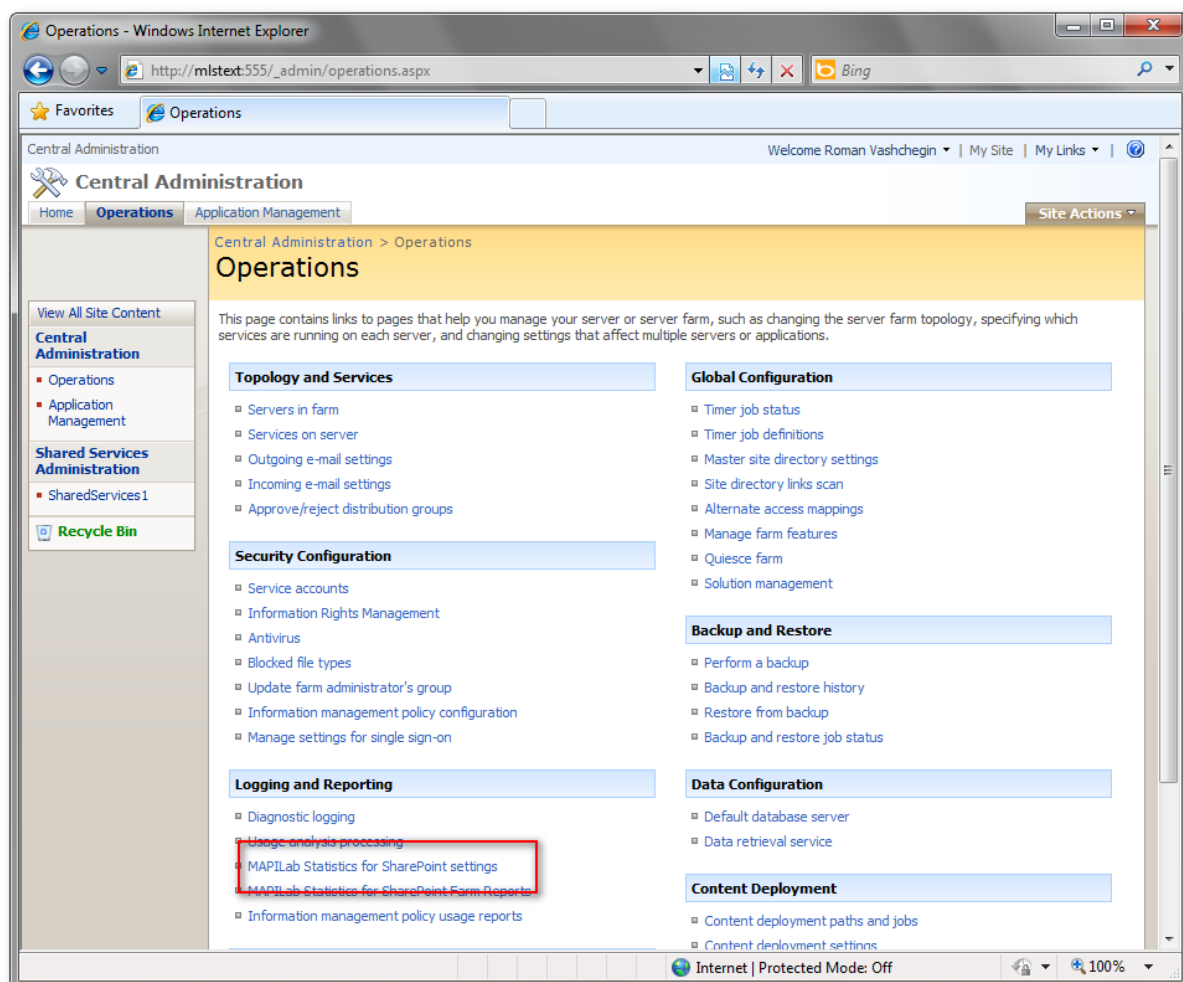 Operations - Windows Internet Explorer
http://mlstext:555/_admin/operations.aspx
Bing
Favorites
Operations
Central Administration
Welcome Roman Vashchegin | My Site | My Links |
Central Administration
Home Operations Application Management
Site Actions
Central Administration > Operations
Operations
View All Site Content
Central
Administration
Operations
Application
Management
Shared Services
Administration
SharedServices1
Recycle Bin
This page contains links to pages that help you manage your server or server farm, such as changing the server farm topology, specifying which
services are running on each server, and changing settings that affect multiple servers or applications.
Topology and Services
Servers in farm
Services on server
Outgoing e-mail settings
Incoming e-mail settings
Approve/reject distribution groups
Security Configuration
Service accounts
Information Rights Management
Antivirus
Blocked file types
Update farm administrator's group
Information management policy configuration
Manage settings for single sign-on
Logging and Reporting
Diagnostic logging
Usage analysis processing
MAPILab Statistics for SharePoint settings
MAPILab Statistics for SharePoint Farm Reports
Information management policy usage reports
Global Configuration
Timer job status
Timer job definitions
Master site directory settings
Site directory links scan
Alternate access mappings
Manage farm features
Quiesce farm
Solution management
Backup and Restore
Perform a backup
Backup and restore history
Restore from backup
Backup and restore job status
Data Configuration
Default database server
Data retrieval service
Content Deployment
Content deployment paths and jobs
Content deployment settings
Internet | Protected Mode: Off
100%